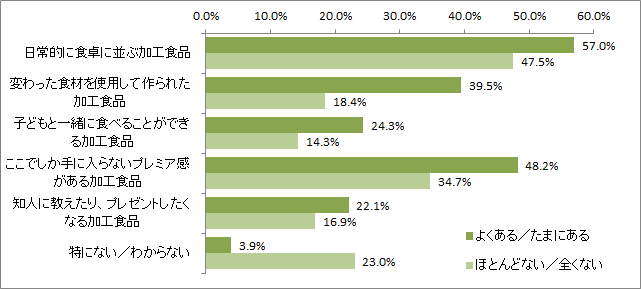 0.0% 10.0% 20.0% 30.0% 40.0% 50.0% 60.0%
日常的に食卓に並ぶ加工食品
57.0%
47.5%
変わった食材を使用して作られた
加工食品
39.5%
18.4%
子どもと一緒に食べることができ
る加工食品
24.3%
14.3%
ここでしか手に入らないプレミア感
がある加工食品
48.2%
34.7%
知人に教えたり、プレゼントしたく
なる加工食品
22.1%
16.9%
特にない／わからない
3.9%
23.0%
よくある／たまにある
ほとんどない／全くない